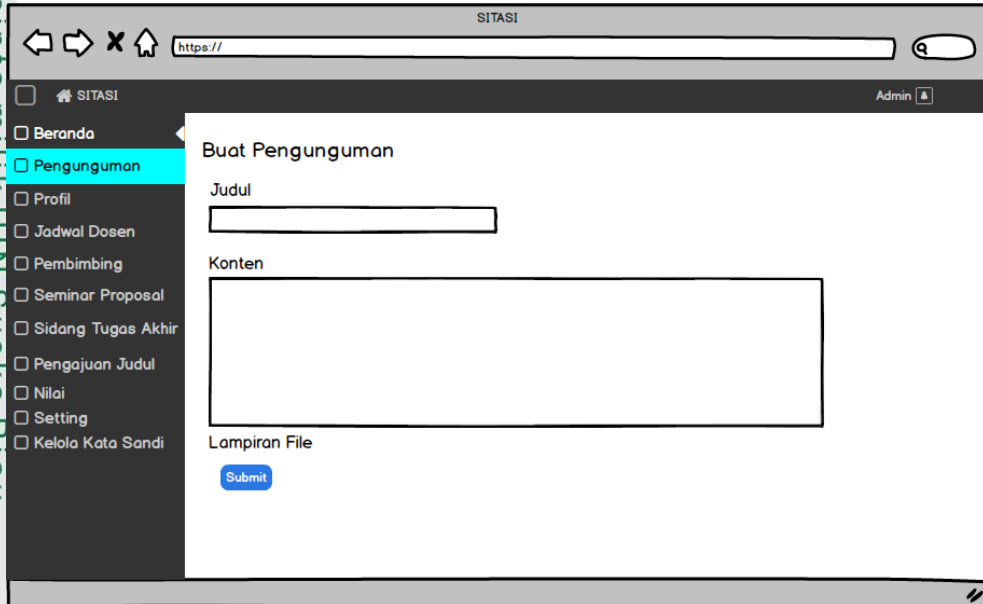 SITASI
https://
SITASI
Admin
Beranda
Pengunguman
Profil
Jadwal Dosen
Pembimbing
Seminar Proposal
Sidang Tugas Akhir
Pengajuan Judul
Nilai
Setting
Kelola Kata Sandi
Buat Pengunguman
Judul
Konten
Lampiran File
Submit